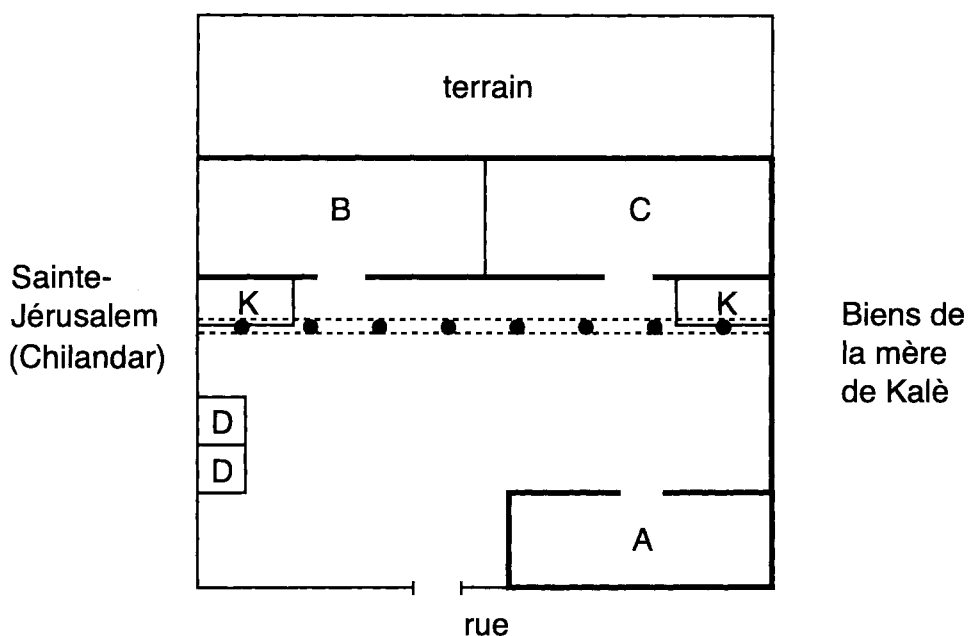 terrain
B
C
Sainte-
Jérusalem
(Chilandar)
K
K
Biens de
la mère
de Kalè
D
D
A
rue